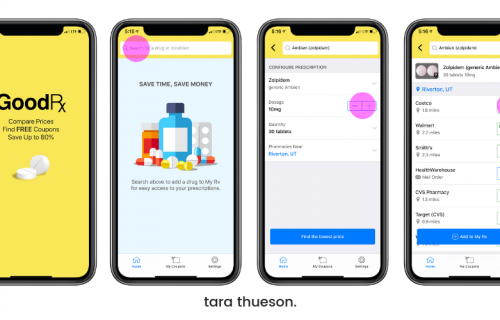 GoodRx
Compare Prices
Find FREE Coupons
Save Up to 80%
5:15
Search for a drug or condition
SAVE TIME, SAVE MONEY
Search above to add a drug to My Rx
for easy access to your prescriptions.
Home
My Coupons
Settings
5:16
Ambien (zolpidem)
CONFIGURE PRESCRIPTION
Zolpidem
generic Ambien
Dosage
10mg
Quantity
30 tablets
Pharmacies Near
Riverton, UT
Find the lowest price
Home
My Coupons
Settings
5:16
Ambien (zolpidem)
Zolpidem (generic Ambien
30 tablets 10mg
Riverton, UT
Costco
1.8 miles
Walmart
2.2 miles
Smith's
2.3 miles
HealthWarehouse
Mail Order
CVS Pharmacy
1.3 miles
Target (CVS)
0.9 miles
Add to My Rx
Home
My Coupons
tara thueson.